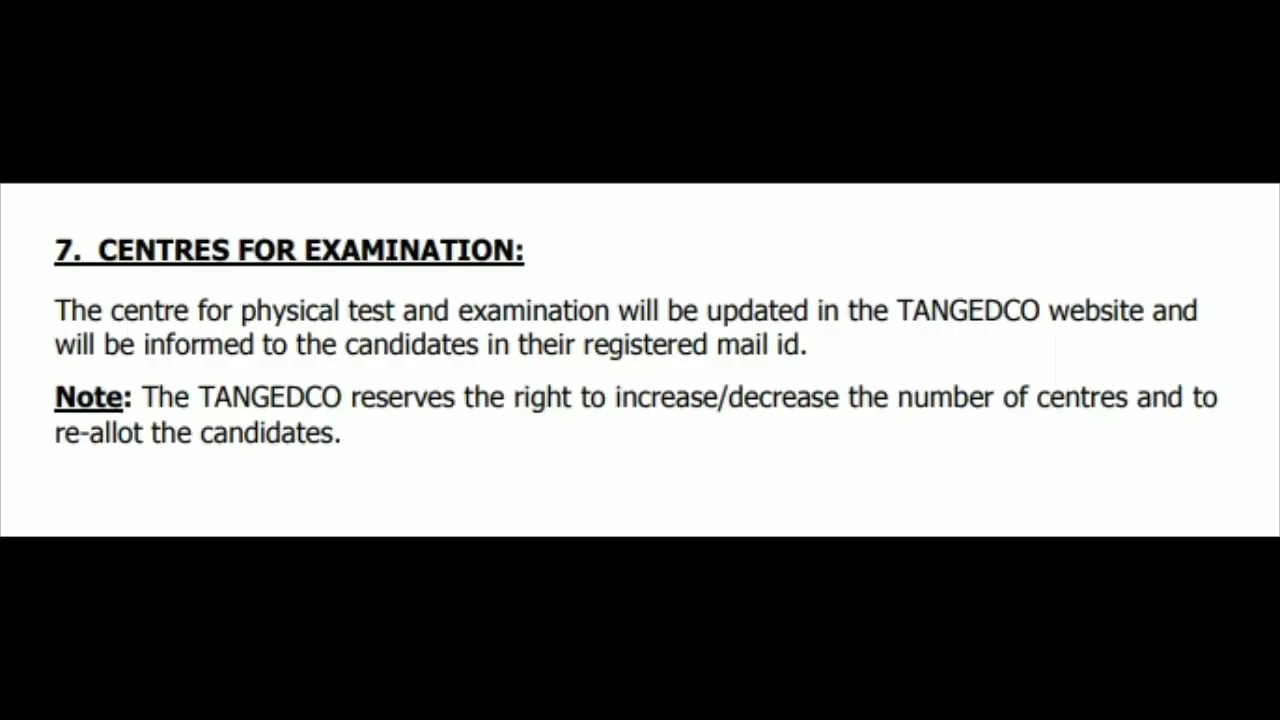 7. CENTRES FOR EXAMINATION:
The centre for physical test and examination will be updated in the TANGEDCO website and
will be informed to the candidates in their registered mail id.
Note: The TANGEDCO reserves the right to increase/decrease the number of centres and to
re-allot the candidates.